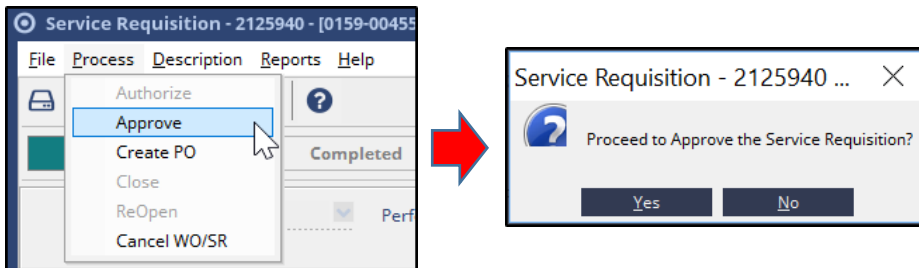 Service Requisition - 2125940 - [0159-00455
File Process Description Reports Help
Authorize
Approve
Create PO
Completed
Close
ReOpen
Perf
Cancel WO/SR
Service Requisition - 2125940 ...
Proceed to Approve the Service Requisition?
Yes No